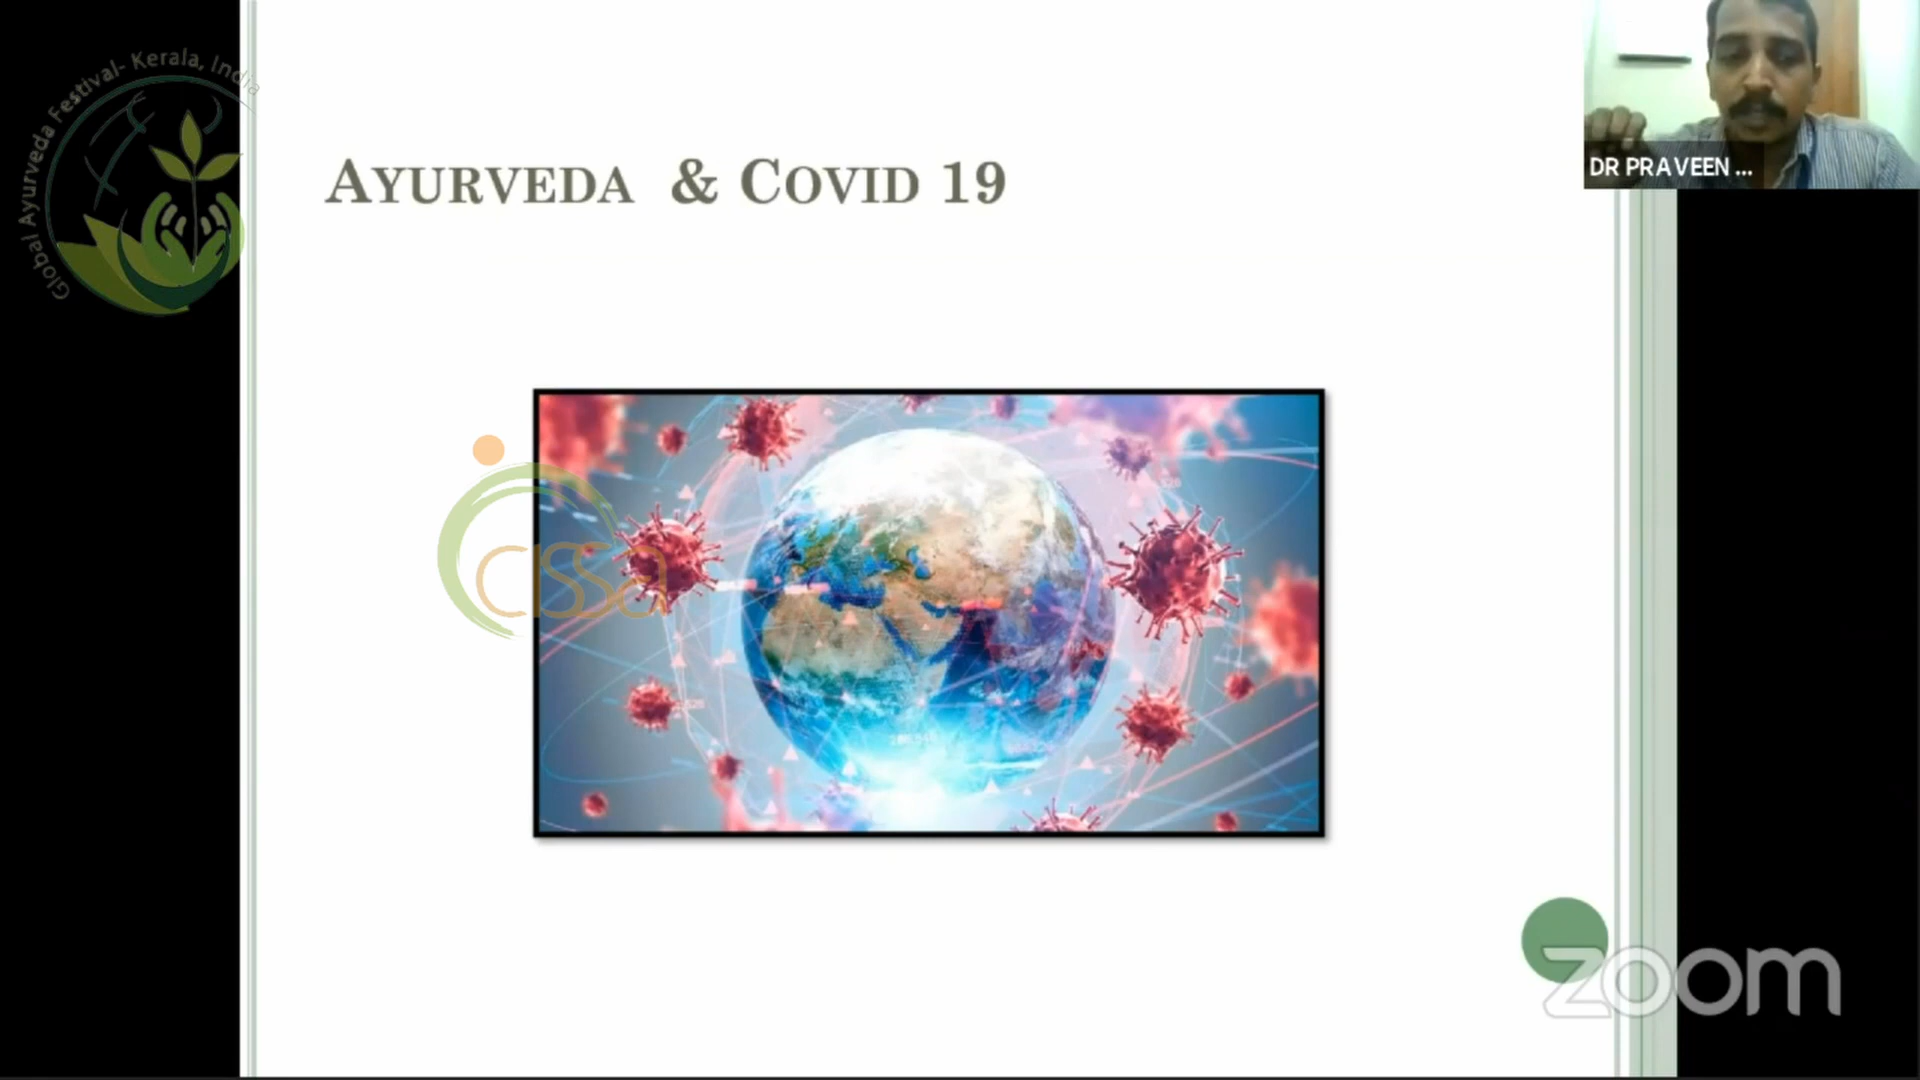 Global Ayurveda Festival- Kerala, India
DR PRAVEEN ...
AYURVEDA & COVID 19
cissa
zoom